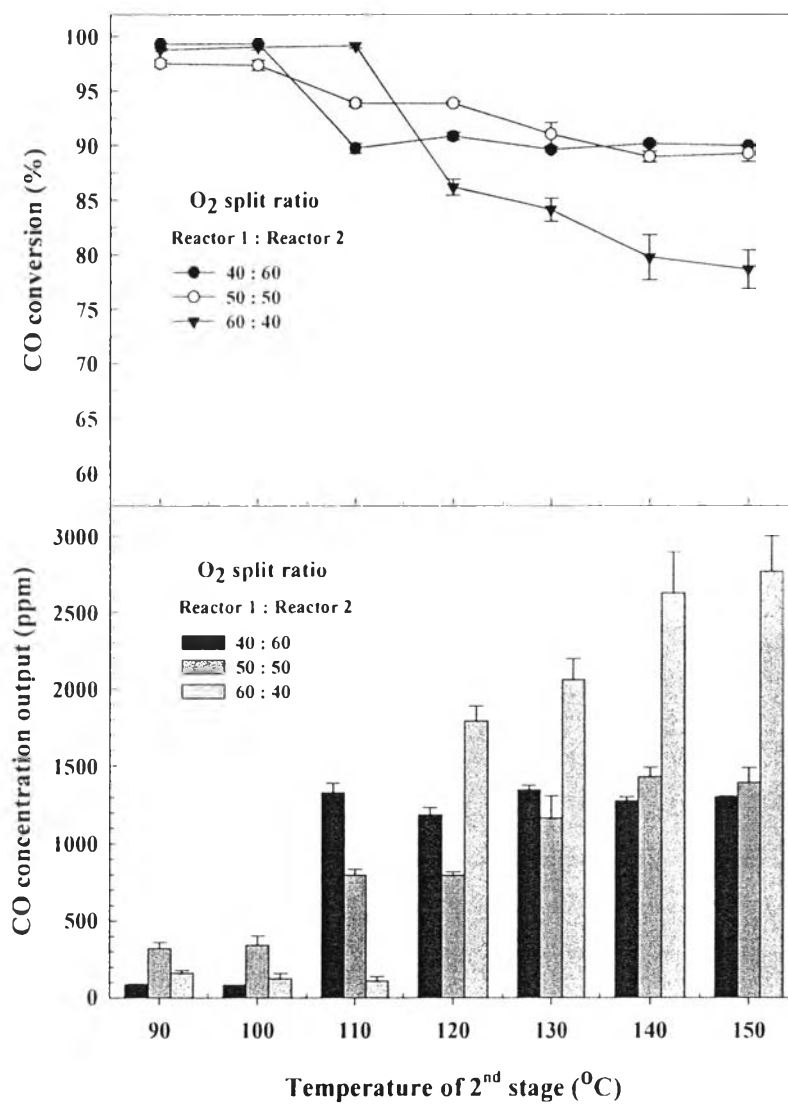 100
95
90
85
80
75
70
65
60
CO conversion (%)
O2 split ratio
Reactor 1 : Reactor 2
40 : 60
50 : 50
60 : 40
3000
2500
2000
1500
1000
500
0
CO concentration output (ppm)
O2 split ratio
Reactor 1 : Reactor 2
40 : 60
50 : 50
60 : 40
90 100 110 120 130 140 150
Temperature of 2nd stage (OC)